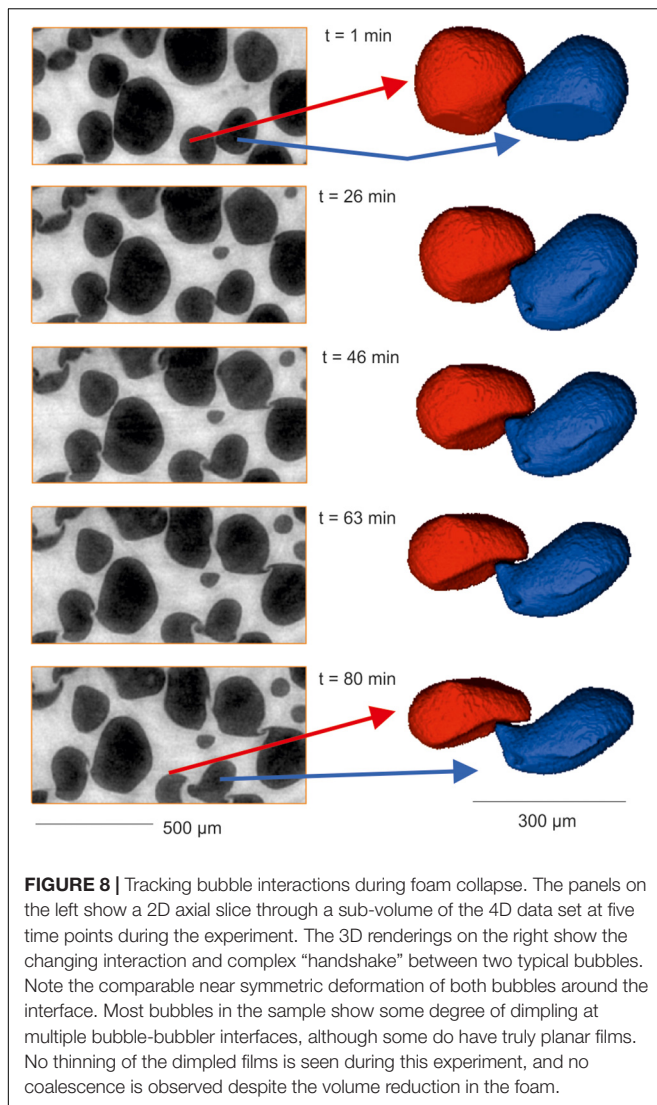 t = 1 min
t = 26 min
t = 46 min
t = 63 min
t = 80 min
500 µm
300 µm
FIGURE 8 | Tracking bubble interactions during foam collapse. The panels on
the left show a 2D axial slice through a sub-volume of the 4D data set at five
time points during the experiment. The 3D renderings on the right show the
changing interaction and complex “handshake” between two typical bubbles.
Note the comparable near symmetric deformation of both bubbles around the
interface. Most bubbles in the sample show some degree of dimpling at
multiple bubble-bubbler interfaces, although some do have truly planar films.
No thinning of the dimpled films is seen during this experiment, and no
coalescence is observed despite the volume reduction in the foam.